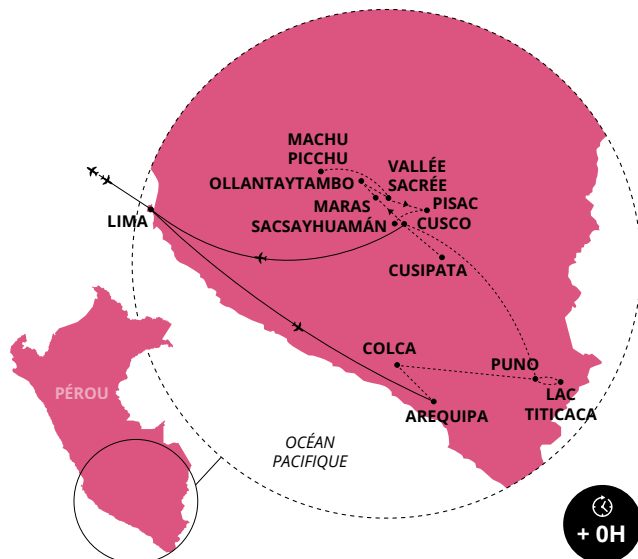 MACHU
PICCHU
VALLÉE
SACRÉE
OLLANTAYTAMBO
MARAS
PISAC
LIMA
SACSAYHUAMÁN
CUSCO
CUSIPATA
COLCA
PUNO
LAC
TITICACA
PÉROU
AREQUIPA
OCÉAN
PACIFIQUE
+ 0H